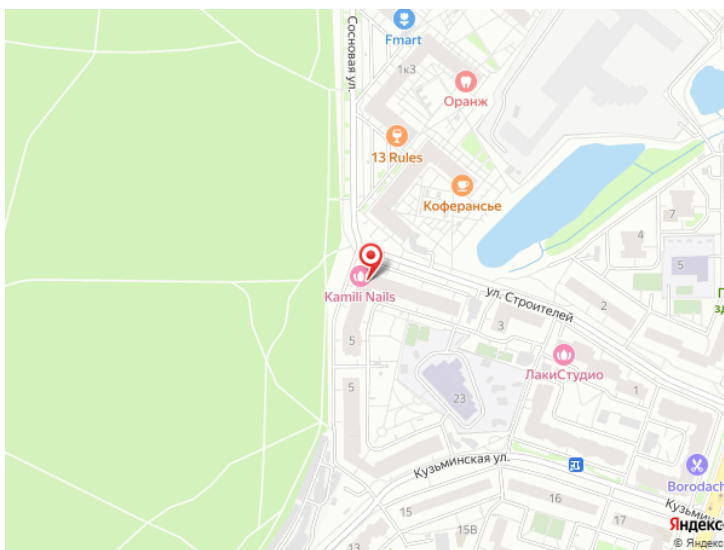 Сосновая ул.
Fmart
1к3
Оранж
13 Rules
Коферансье
7
4
5
Kamili Nails
ул. Строителей
2
3
5
ЛакиСтудио
5
23
1
Кузьминская ул.
Borodach
16
15
15В
17
13
Кузьмин
Яндекс
© Яндекс